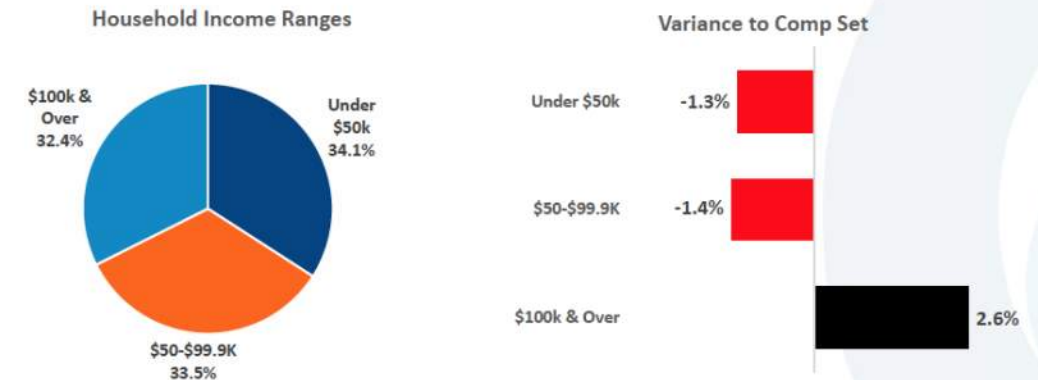 Household Income Ranges
$100k &
Over
32.4%
Under
$50k
34.1%
$50-$99.9K
33.5%
Variance to Comp Set
Under $50k
-1.3%
$50-$99.9K
-1.4%
$100k & Over
2.6%